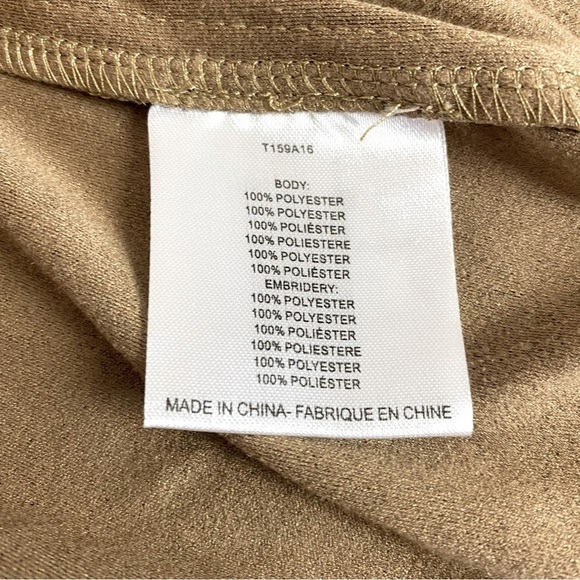 T159A16
BODY:
100% POLYESTER
100% POLYESTER
100% POLIÉSTER
100% POLIESTERE
100% POLYESTER
100% POLIÉSTER
EMBRIDERY:
100% POLYESTER
100% POLYESTER
100% POLIÉSTER
100% POLIESTERE
100% POLYESTER
100% POLIÉSTER
MADE IN CHINA- FABRIQUE EN CHINE